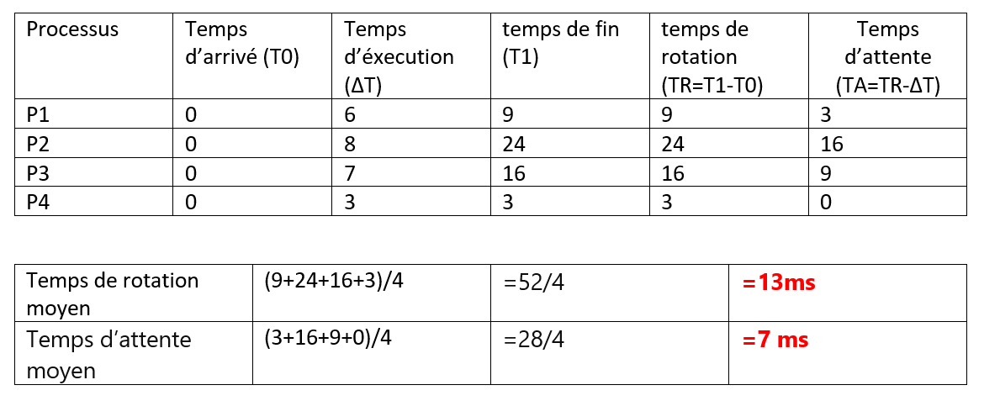 Processus Temps d’arrivé (T0) Temps d’éxecution (ΔT) temps de fin (T1) temps de rotation (TR=T1-T0) Temps d’attente (TA=TR-ΔT)
P1 0 6 9 9 3
P2 0 8 24 24 16
P3 0 7 16 16 9
P4 0 3 3 3 0
Temps de rotation moyen (9+24+16+3)/4 =52/4 =13ms
Temps d’attente moyen (3+16+9+0)/4 =28/4 =7 ms